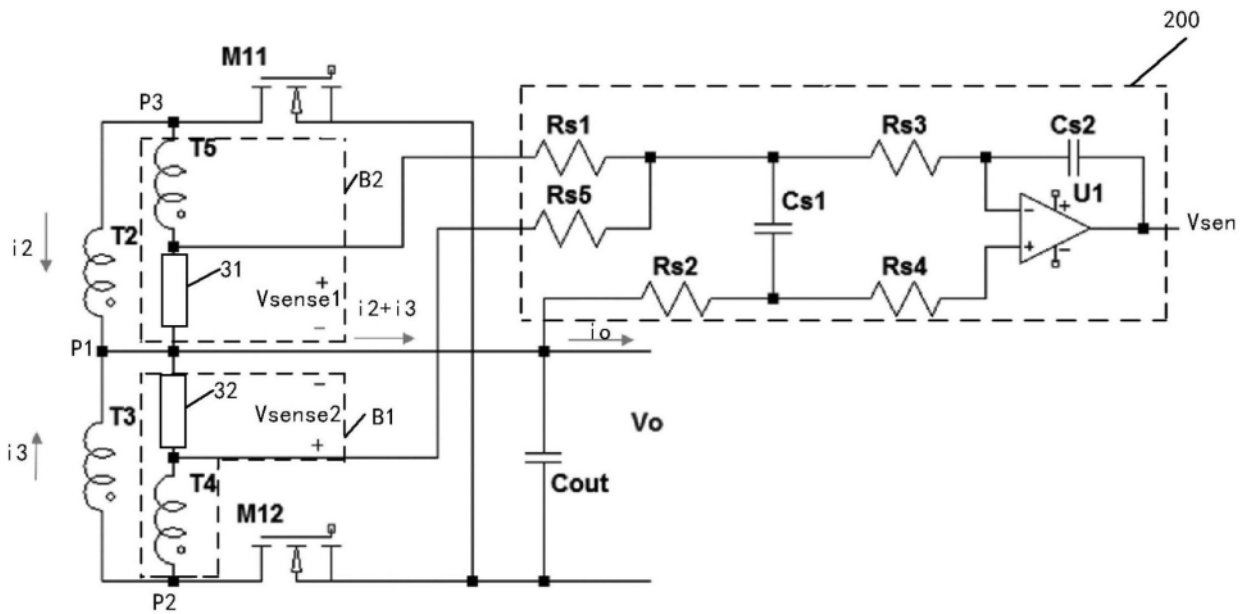 200
M11
P3
T5
Rs1
Rs3
Cs2
B2
Rs5
U1
Cs1
-
+
Vsen
i2
T2
31
Rs2
+
-
Rs4
+
Vsense1
i2+i3
-
io
P1
32
-
T3
Vsense2
B1
Vo
+
i3
T4
Cout
M12
P2